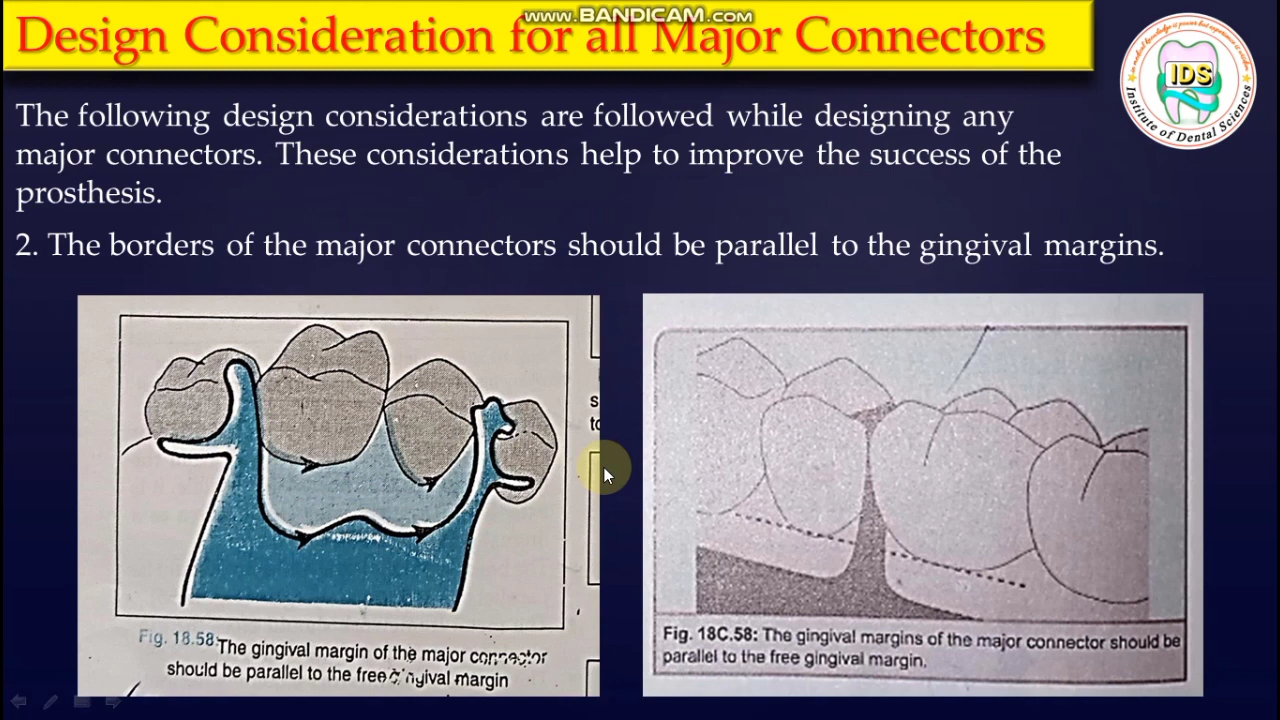 www.BANDICAM.com
Design Consideration for all Major Connectors
IDS
Institute of Dental Sciences
The following design considerations are followed while designing any
major connectors. These considerations help to improve the success of the
prosthesis.
2. The borders of the major connectors should be parallel to the gingival margins.
s
to
Fig. 18.58: The gingival margin of the major connector
should be parallel to the free gingival margin
Fig. 18C.58: The gingival margins of the major connector should be
parallel to the free gingival margin.